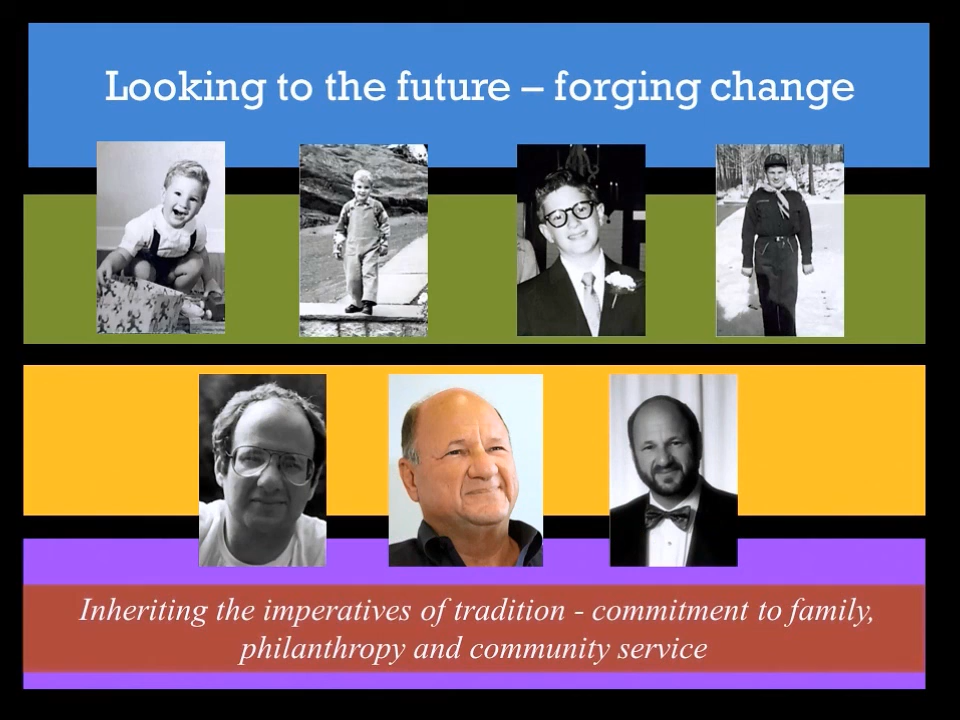 Looking to the future – forging change
Inheriting the imperatives of tradition - commitment to family,
philanthropy and community service